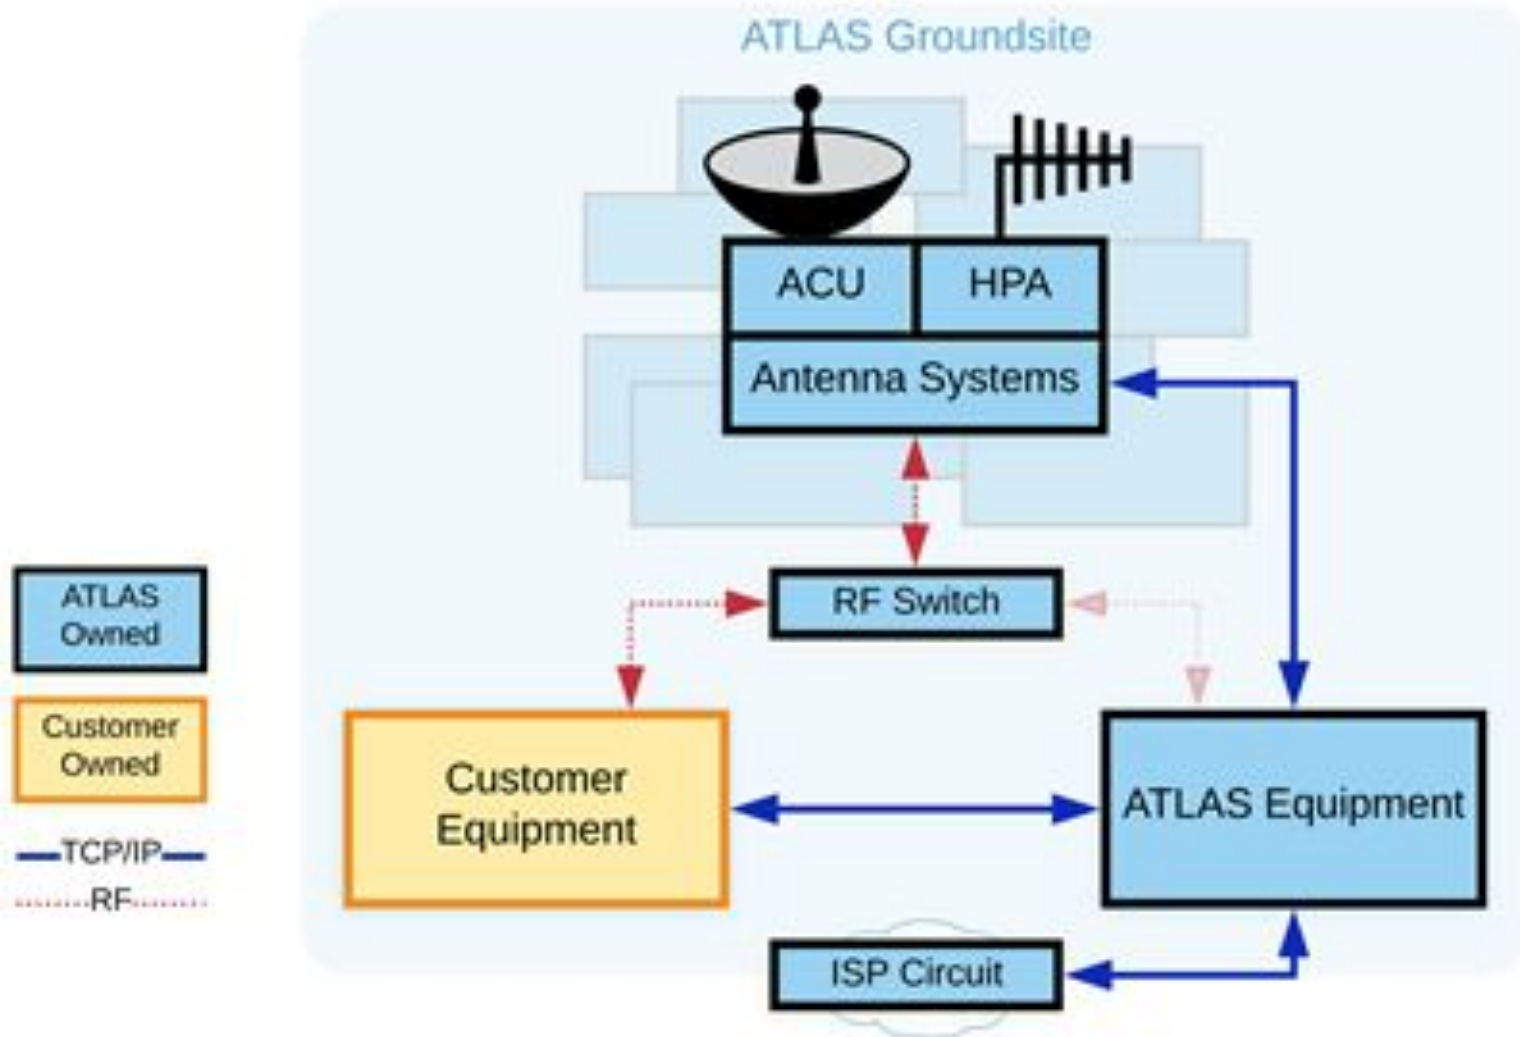 ATLAS Groundsite
ACU
HPA
Antenna Systems
RF Switch
ATLAS
Owned
Customer
Owned
TCP/IP
RF
Customer
Equipment
ATLAS Equipment
ISP Circuit